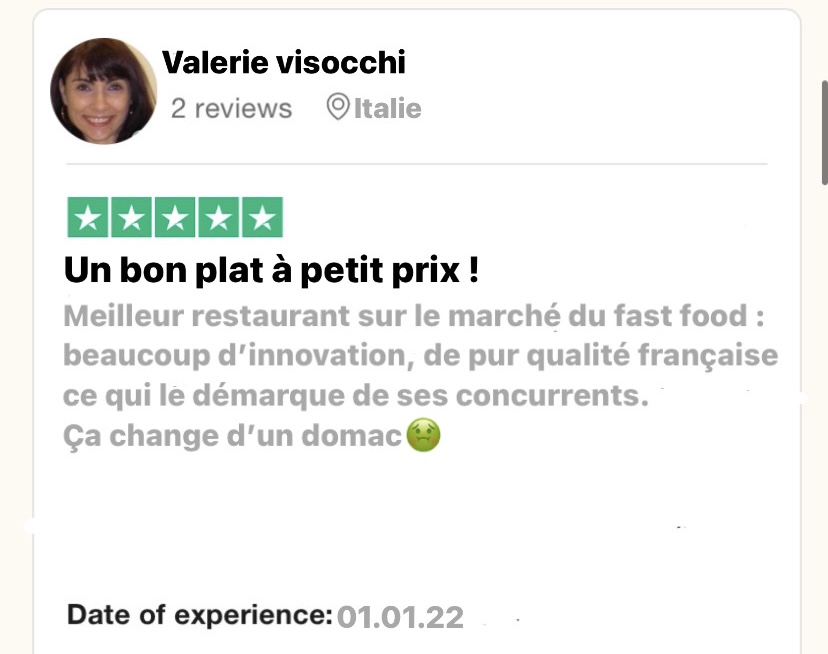 Valerie visocchi
2 reviews Italie
Un bon plat à petit prix !
Meilleur restaurant sur le marché du fast food :
beaucoup d’innovation, de pur qualité française
ce qui le démarque de ses concurrents.
Ça change d’un domac🤢
Date of experience: 01.01.22